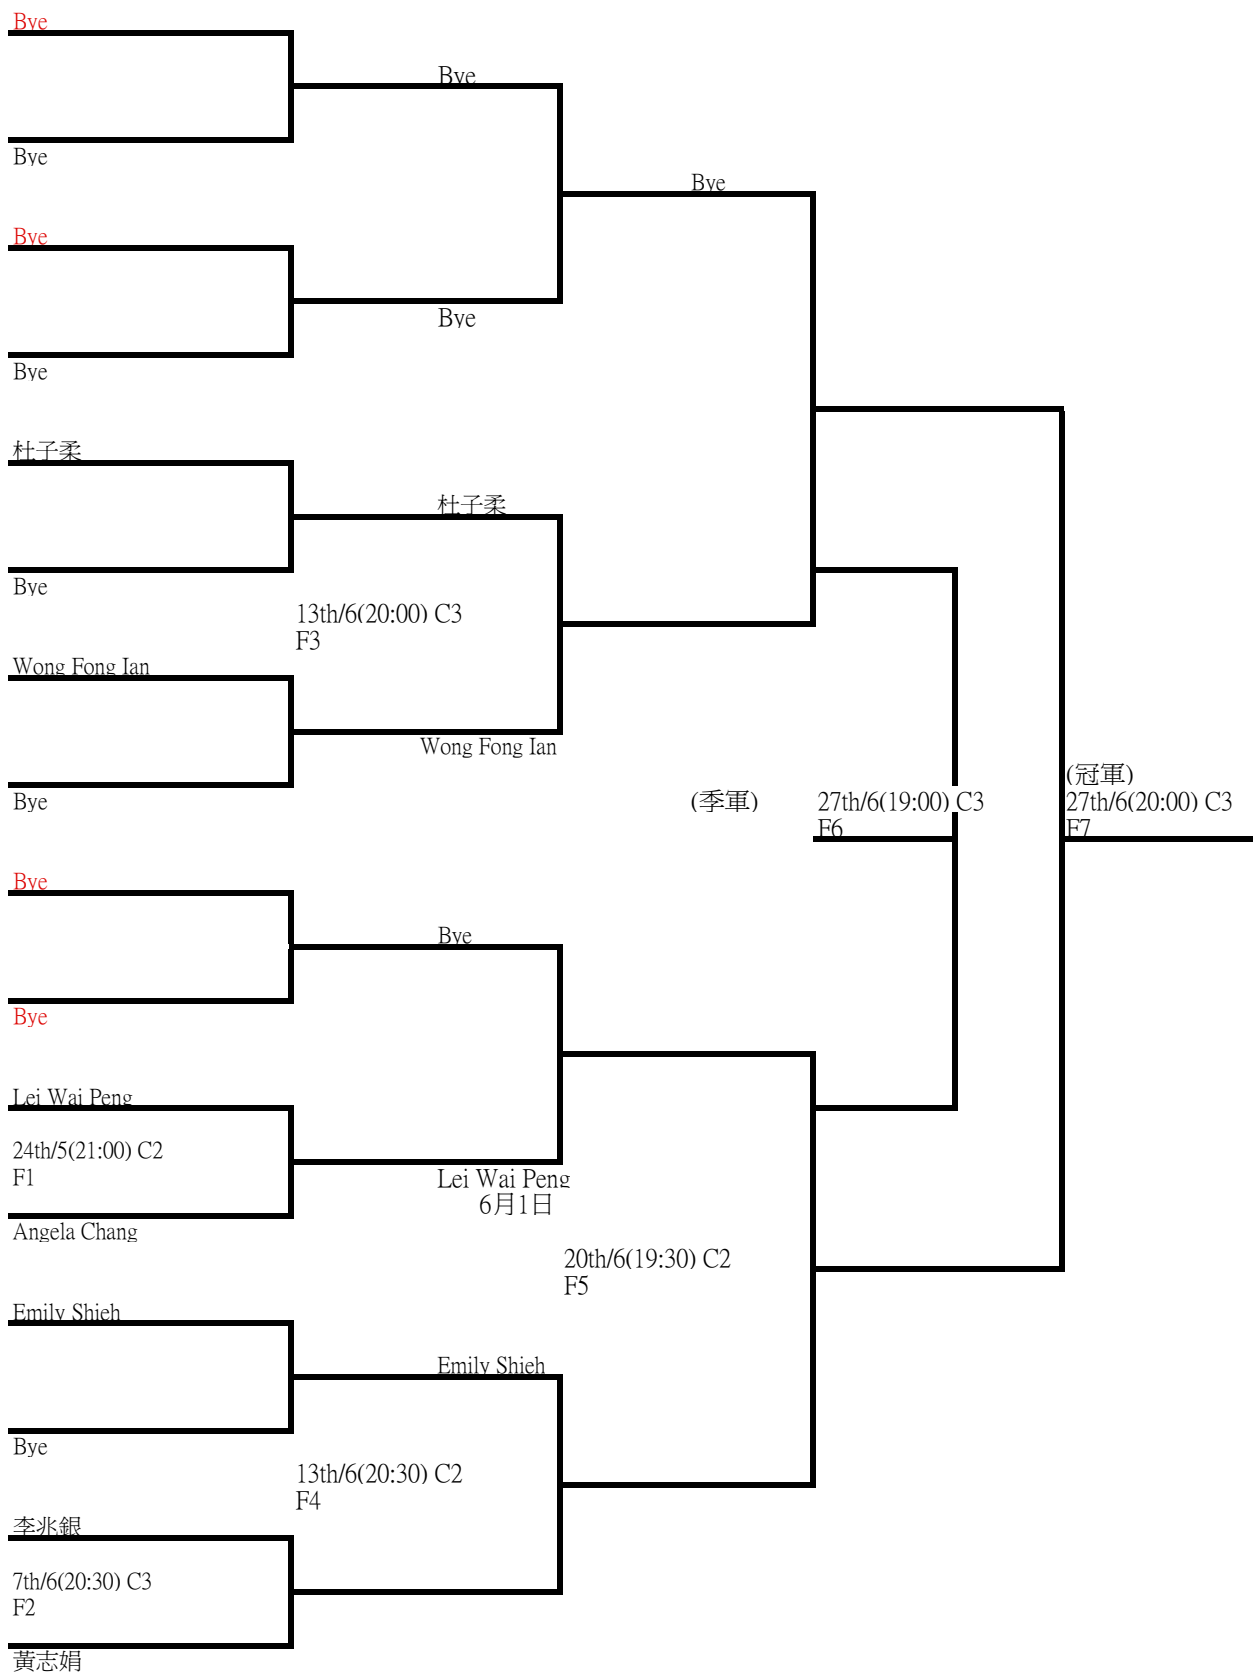 Bye
Bye
Bye
Bye
Bye
Bye
Bye
杜子柔
杜子柔
Bye
13th/6(20:00) C3
F3
Wong Fong Ian
Wong Fong Ian
Bye
(冠軍)
(季軍)
27th/6(19:00) C3
27th/6(20:00) C3
F6
F7
Bye
Bye
Bye
Lei Wai Peng
24th/5(21:00) C2
F1
Lei Wai Peng
6月1日
Angela Chang
20th/6(19:30) C2
F5
Emily Shieh
Emily Shieh
Bye
13th/6(20:30) C2
F4
李兆銀
7th/6(20:30) C3
F2
黃志娟